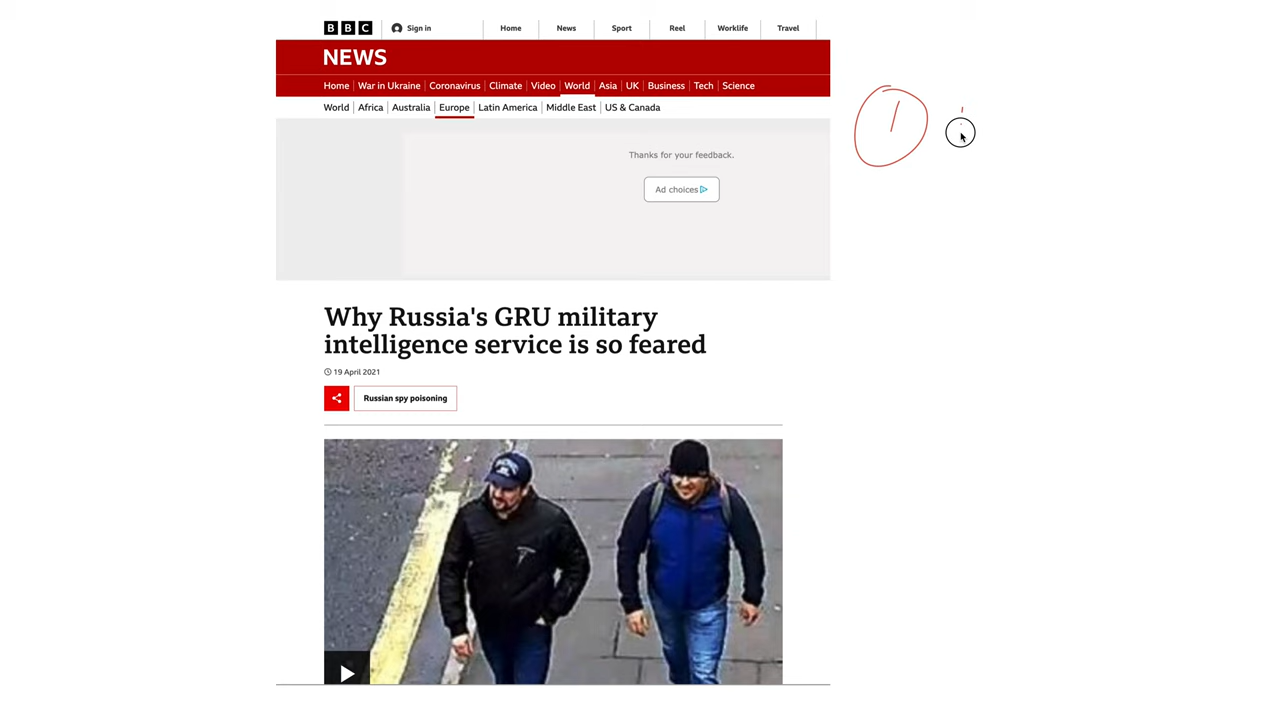 BBC Sign in Home News Sport Reel Worklife Travel
NEWS
Home War in Ukraine Coronavirus Climate Video World Asia UK Business Tech Science
World Africa Australia Europe Latin America Middle East US & Canada
Thanks for your feedback.
Ad choices
Why Russia's GRU military
intelligence service is so feared
19 April 2021
Russian spy poisoning
1